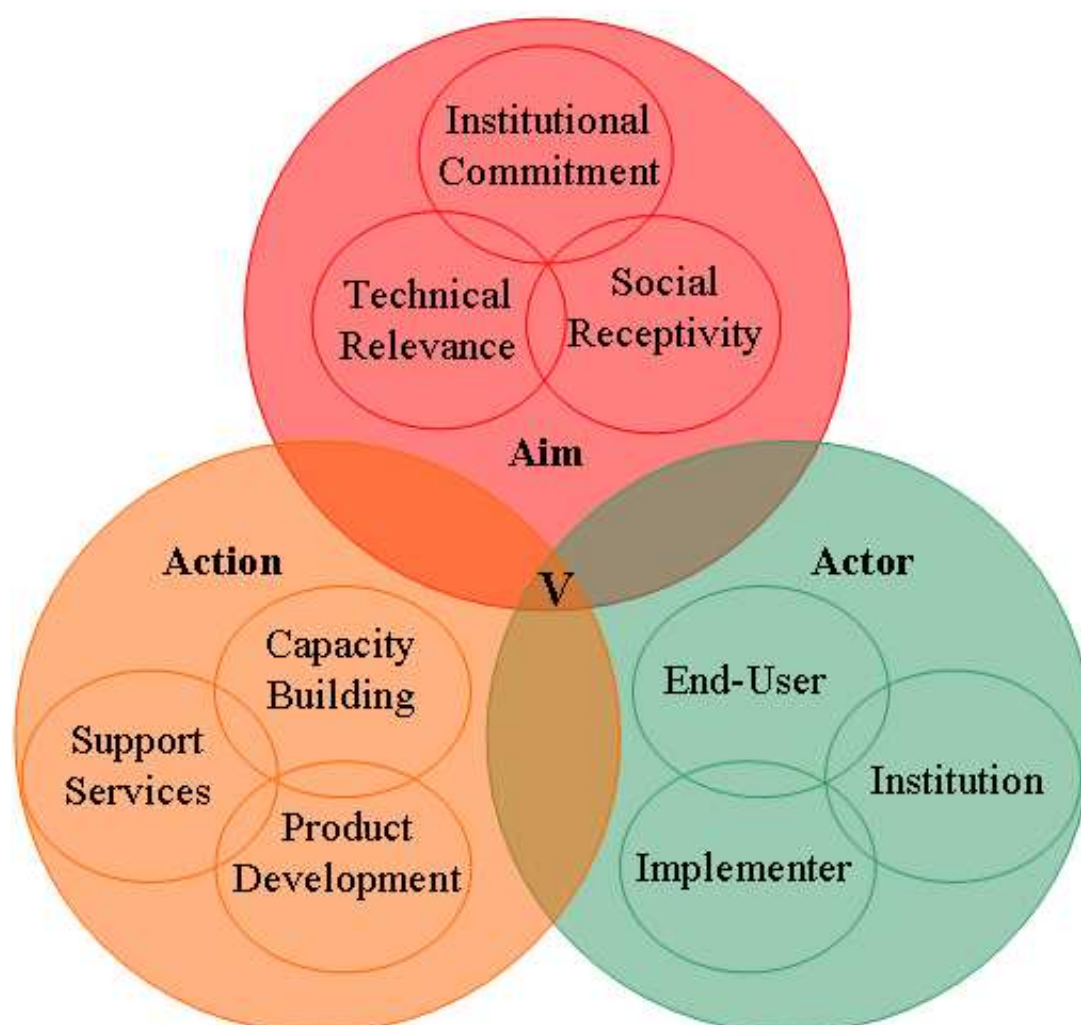 Institutional
Commitment
Technical
Relevance
Social
Receptivity
Aim
Action
Actor
V
Capacity
Building
Support
Services
Product
Development
End-User
Institution
Implementer